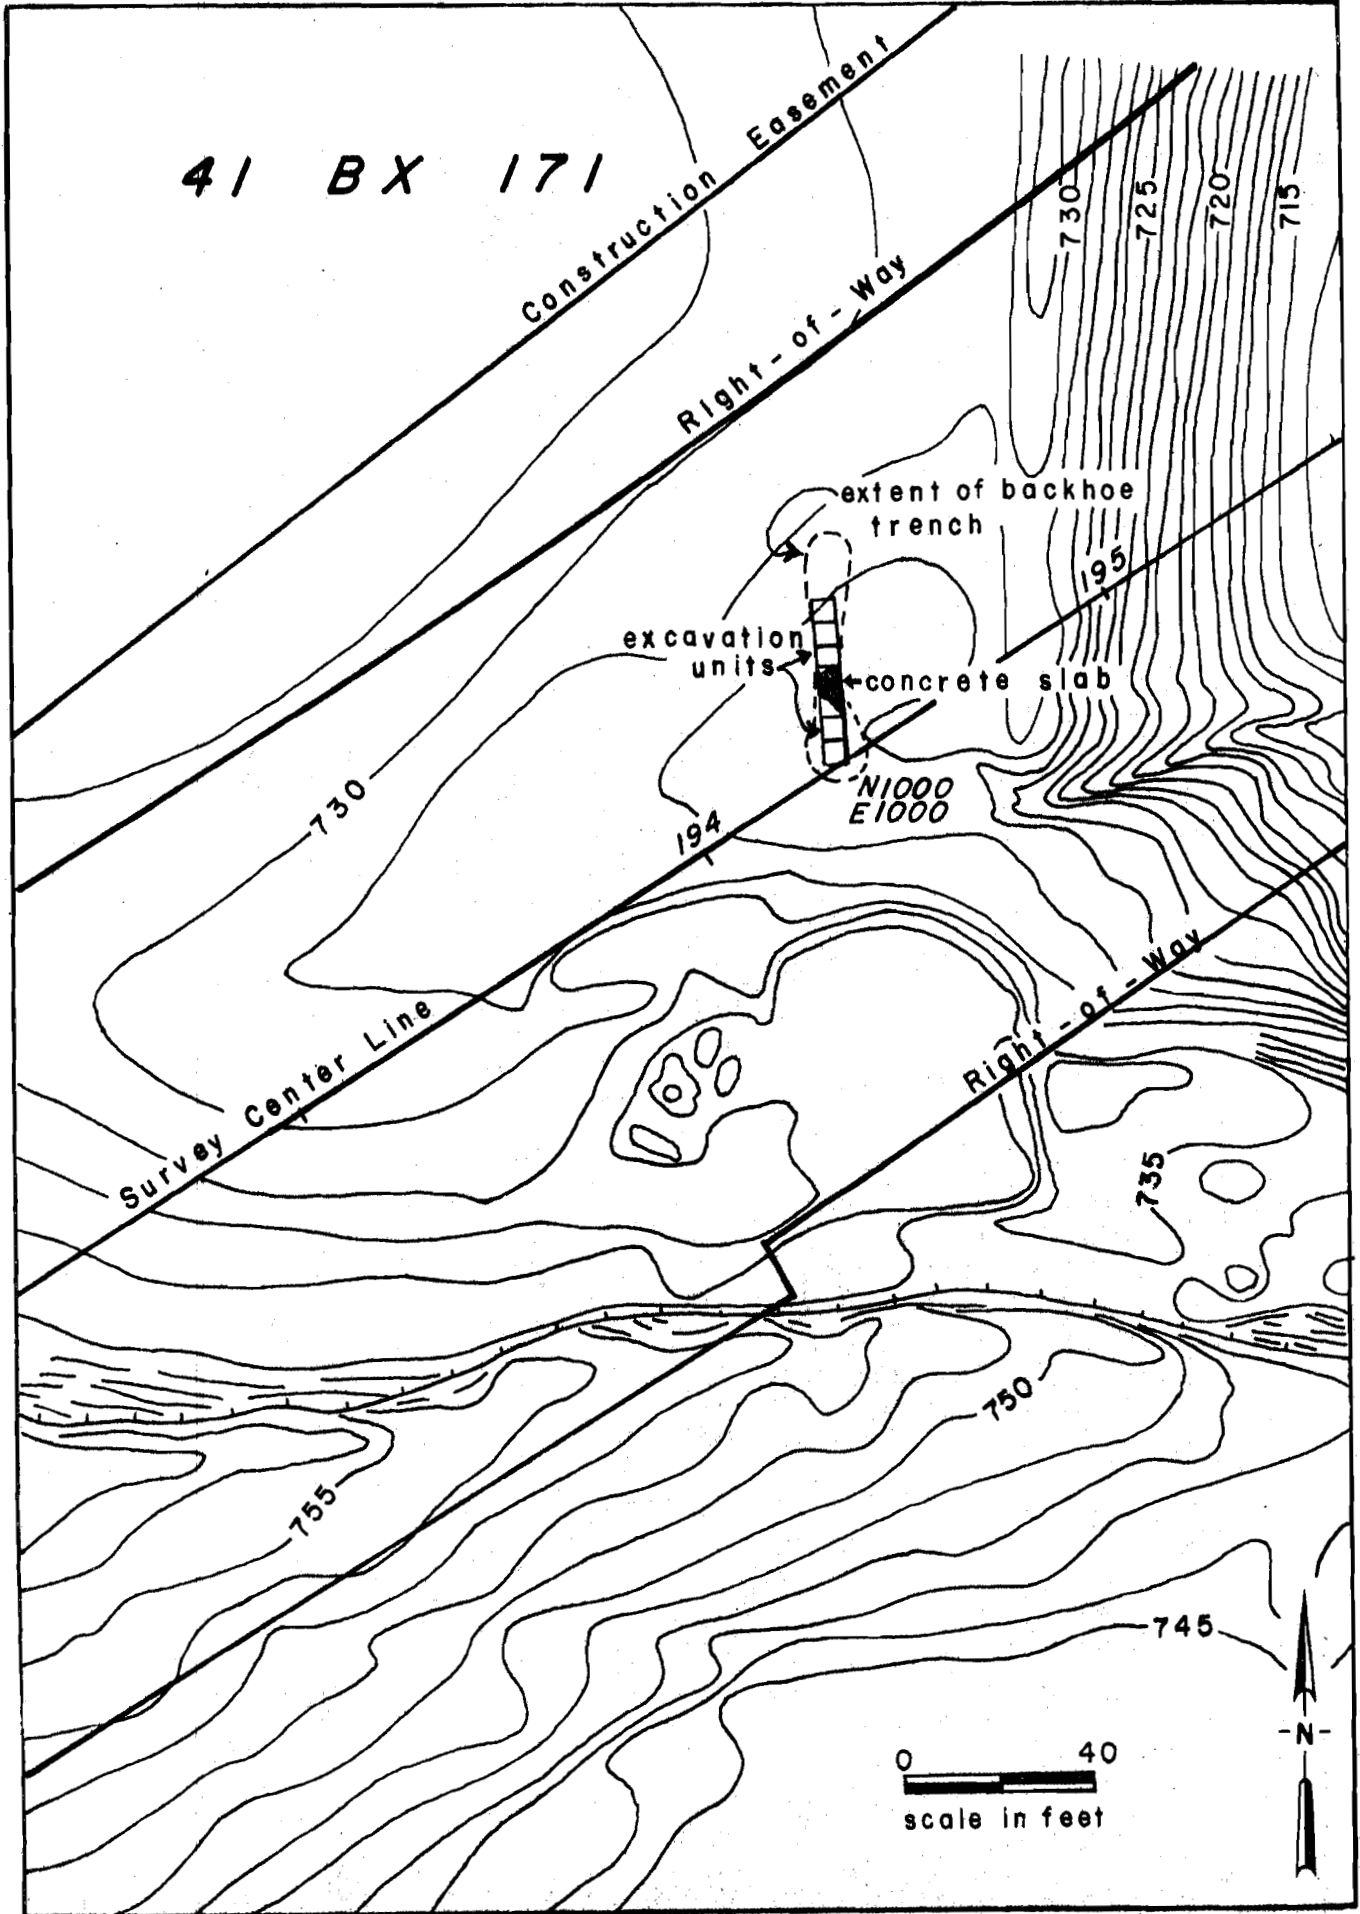 41 BX 171
Construction Easement
Right-of-Way
730
725
720
715
extent of backhoe
trench
195
excavation
units
concrete slab
N1000
E1000
730
194
Survey Center Line
Right-of-Way
735
750
755
745
-N-
0 40
scale in feet